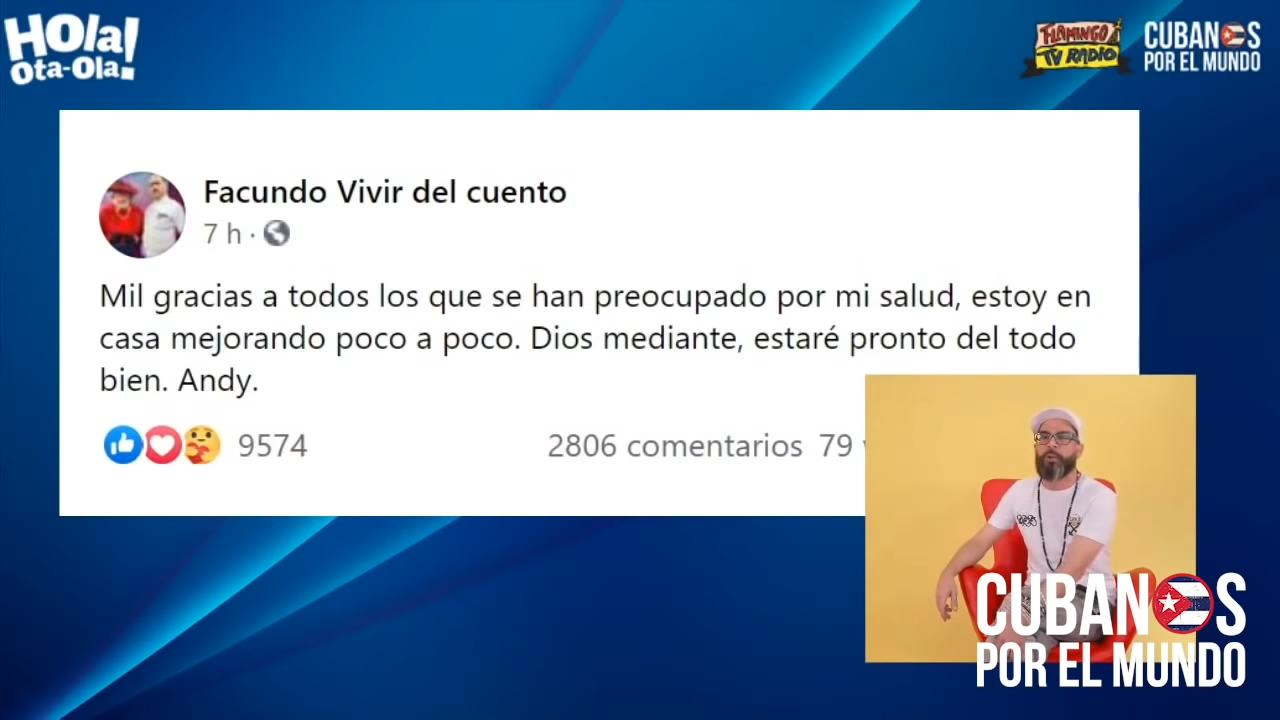 HOla!
Ota-Ola!
FLAMINGO
TV RADIO
CUBANOS
POR EL MUNDO
Facundo Vivir del cuento
7 h ·
Mil gracias a todos los que se han preocupado por mi salud, estoy en
casa mejorando poco a poco. Dios mediante, estaré pronto del todo
bien. Andy.
9574
2806 comentarios 79
CUBANOS
POR EL MUNDO